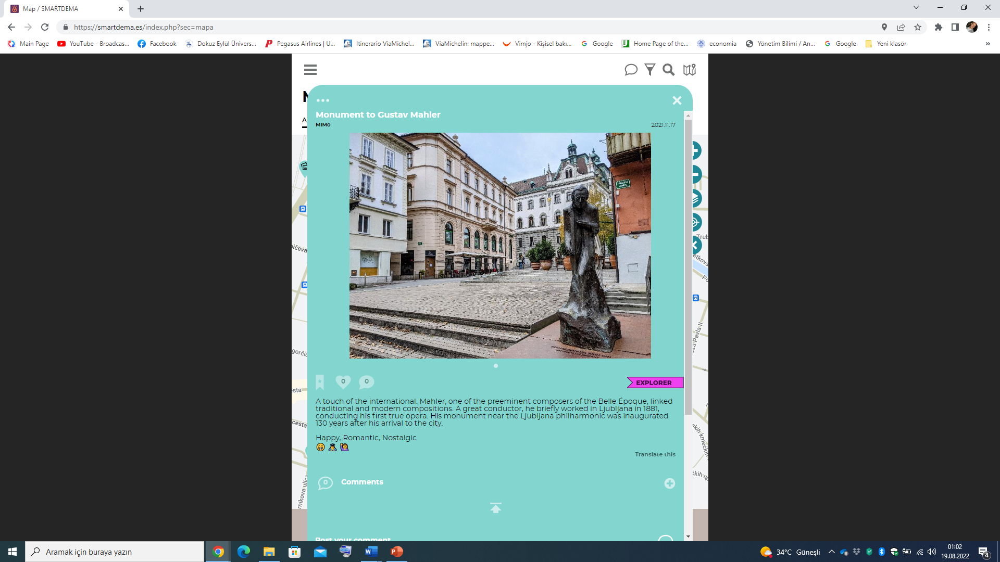 Map / SMARTDEMA
https://smartdema.es/index.php?sec=mapa
Main Page
YouTube - Broadcas...
Facebook
Dokuz Eylül Ünivers...
Pegasus Airlines | U...
Itinerario ViaMichel...
ViaMichelin: mappe...
Vimjo - Kişisel bakı...
Google
Home Page of the...
economia
Yönetim Bilimi / An...
Google
Yeni klasör
Monument to Gustav Mahler
MIMO
2021.11.17
0
0
EXPLORER
A touch of the international. Mahler, one of the preeminent composers of the Belle Époque, linked
traditional and modern compositions. A great conductor, he briefly worked in Ljubljana in 1881,
conducting his first true opera. His monument near the Ljubljana philharmonic was inaugurated
130 years after his arrival to the city.
Happy, Romantic, Nostalgic
Translate this
0
Comments
Post your comment
Aramak için buraya yazın
34°C Güneşli
01:02
19.08.2022
4